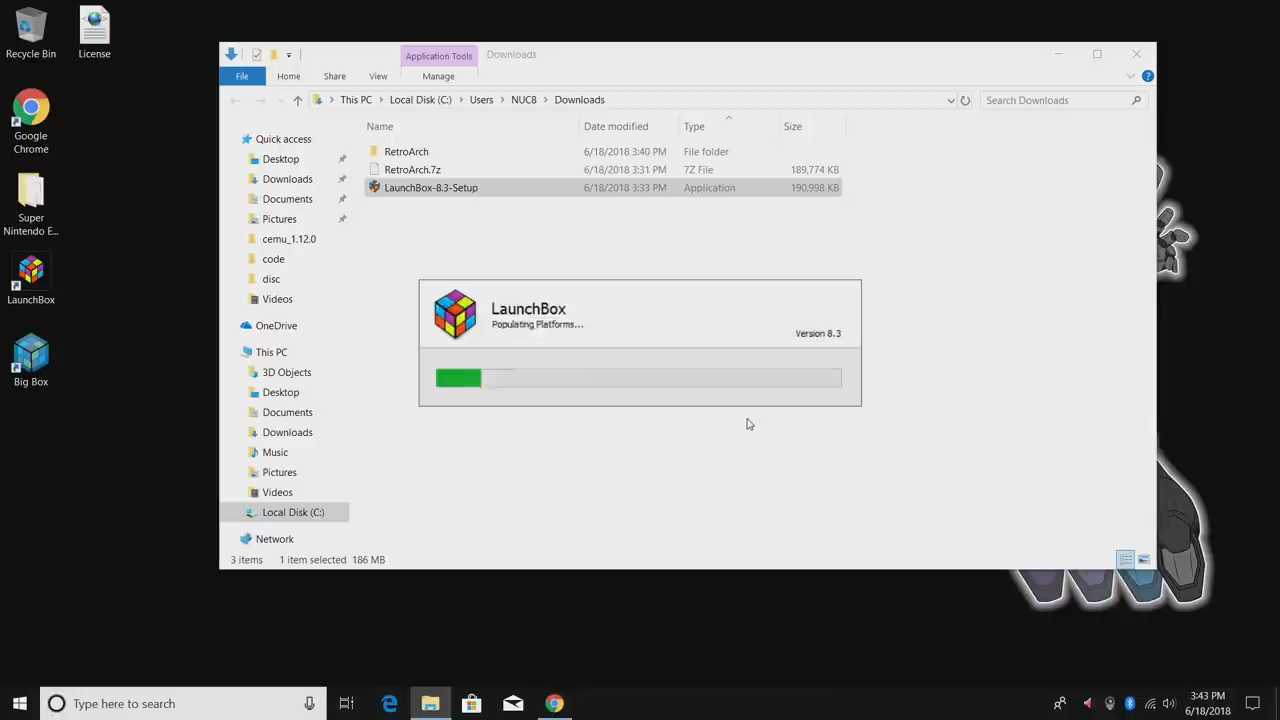 Recycle Bin
License
Google
Chrome
Super
Nintendo E...
LaunchBox
Big Box
Application Tools
Downloads
File
Home
Share
View
Manage
This PC
Local Disk (C:)
Users
NUC8
Downloads
Search Downloads
Name
Date modified
Type
Size
RetroArch
6/18/2018 3:40 PM
File folder
RetroArch.7z
6/18/2018 3:31 PM
7Z File
189,774 KB
LaunchBox-8.3-Setup
6/18/2018 3:33 PM
Application
190,998 KB
Quick access
Desktop
Downloads
Documents
Pictures
cemu_1.12.0
code
disc
Videos
OneDrive
This PC
3D Objects
Desktop
Documents
Downloads
Music
Pictures
Videos
Local Disk (C:)
Network
LaunchBox
Populating Platforms...
Version 8.3
3 items
1 item selected
186 MB
Type here to search
3:43 PM
6/18/2018